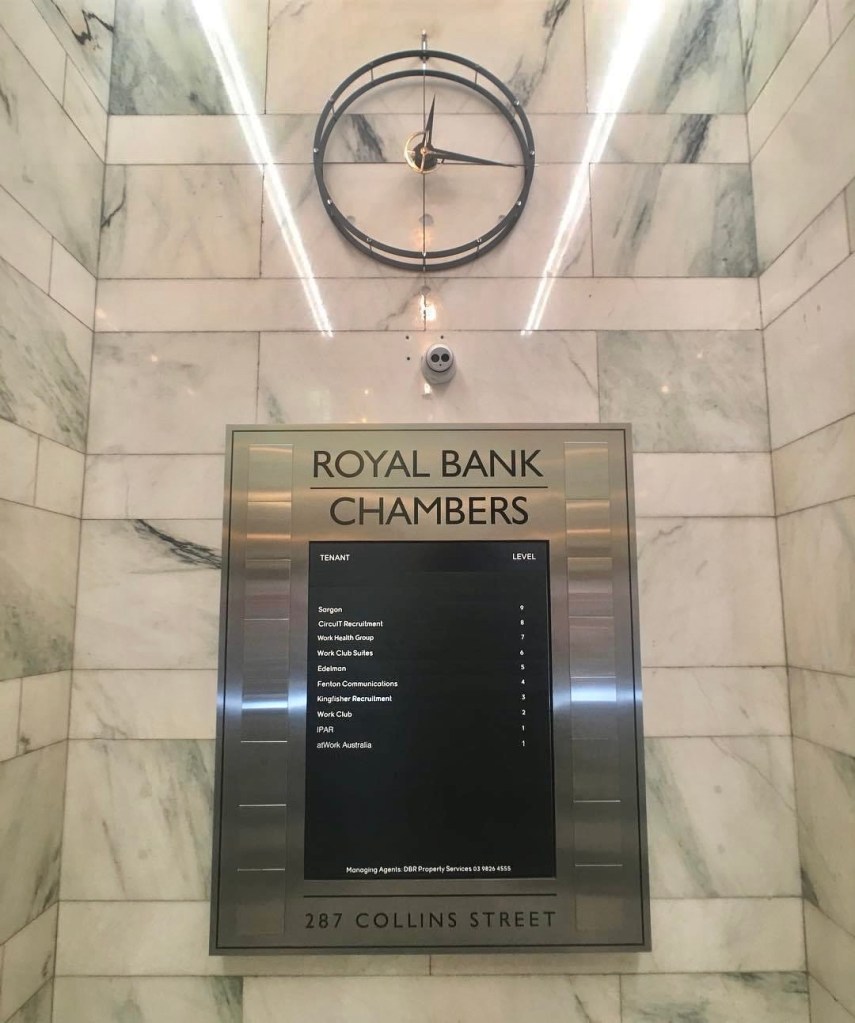 ROYAL BANK
CHAMBERS
TENANT LEVEL
Sargon 9
CircuIT Recruitment 8
Work Health Group 7
Work Club Suites 6
Edelman 5
Fenton Communications 4
Kingfisher Recruitment 3
Work Club 2
IPAR 1
atWork Australia 1
Managing Agents: DBR Property Services 03 9826 4555
287 COLLINS STREET